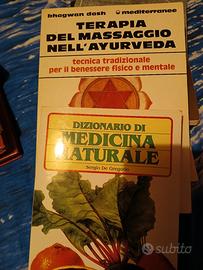 bhagwan dash mediterranee
TERAPIA
DEL MASSAGGIO
NELL'AYURVEDA
tecnica tradizionale
per il benessere fisico e mentale
DIZIONARIO DI
MEDICINA
NATURALE
Sergio De Gregorio
subito